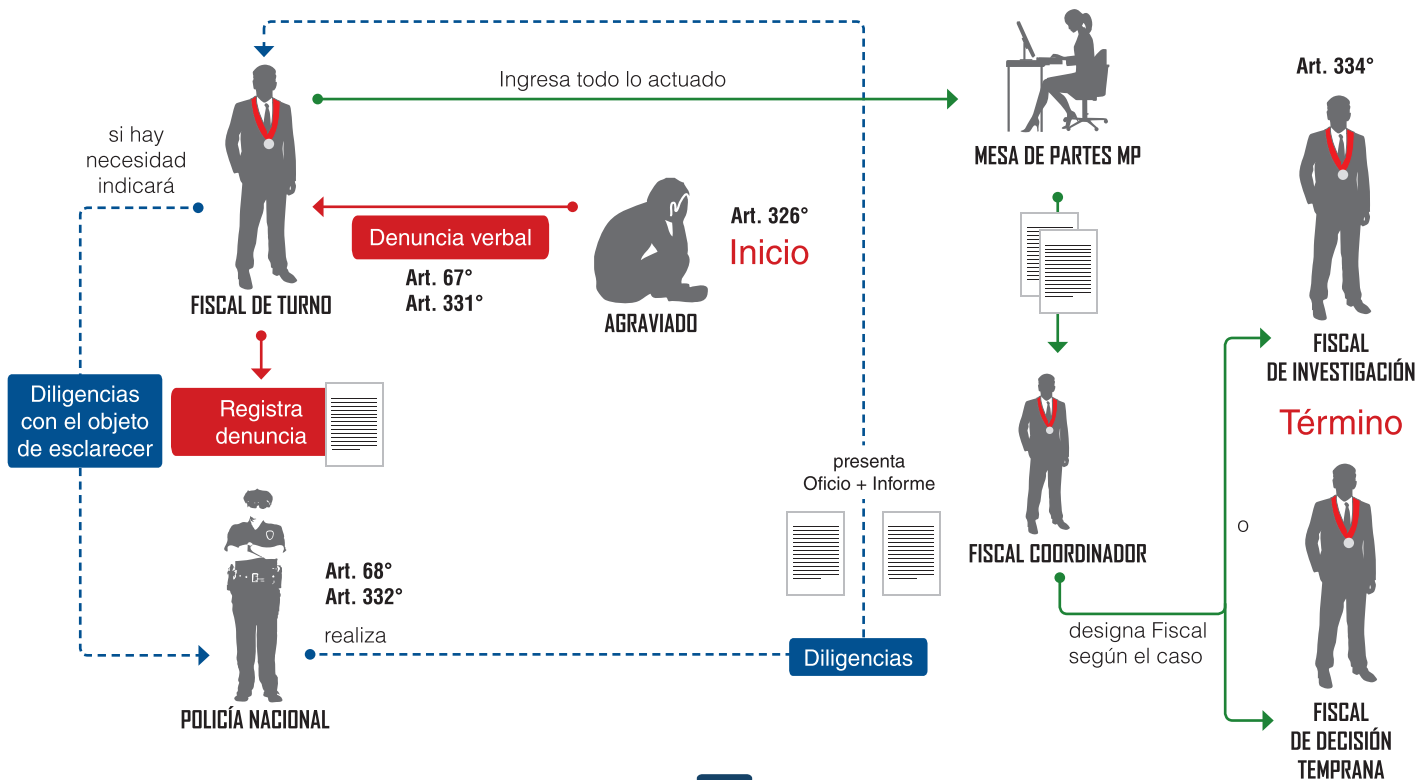 Ingresa todo lo actuado
Art. 334°
si hay
necesidad
indicará
MESA DE PARTES MP
Denuncia verbal
Art. 67°
Art. 331°
Art. 326°
Inicio
FISCAL DE TURNO
AGRAVIADO
FISCAL
DE INVESTIGACIÓN
Diligencias
con el objeto
de esclarecer
Registra
denuncia
Término
presenta
Oficio + Informe
o
FISCAL COORDINADOR
Art. 68°
Art. 332°
realiza
Diligencias
designa Fiscal
según el caso
POLICÍA NACIONAL
FISCAL
DE DECISIÓN
TEMPRANA